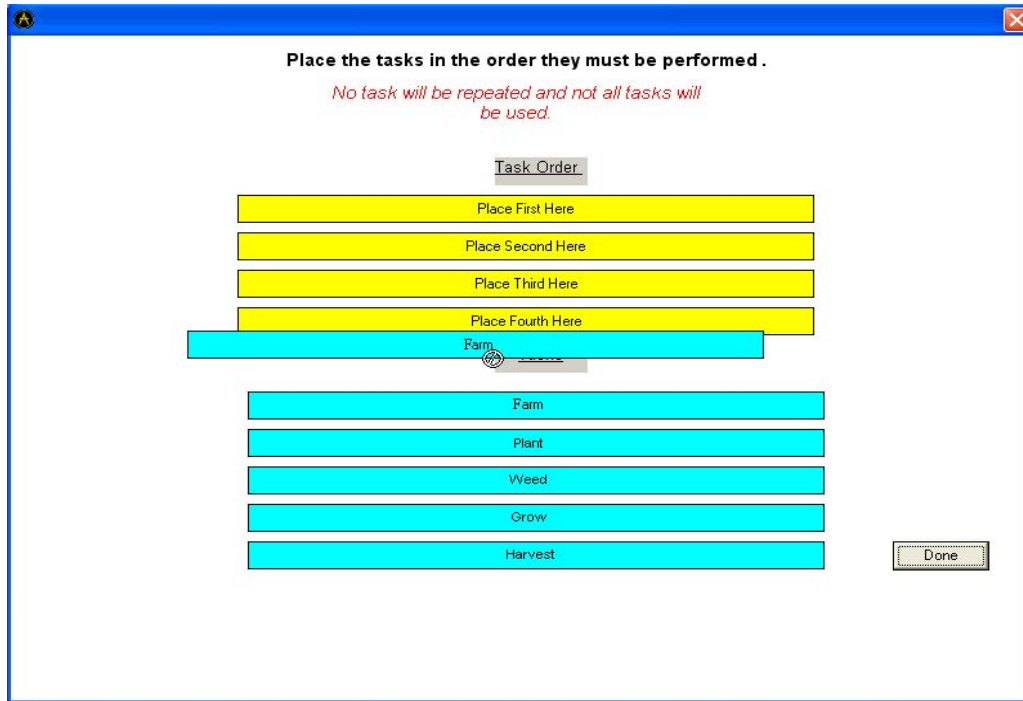 Place the tasks in the order they must be performed .
No task will be repeated and not all tasks will
be used.
Task Order
Place First Here
Place Second Here
Place Third Here
Place Fourth Here
Farm
Farm
Plant
Weed
Grow
Harvest
Done